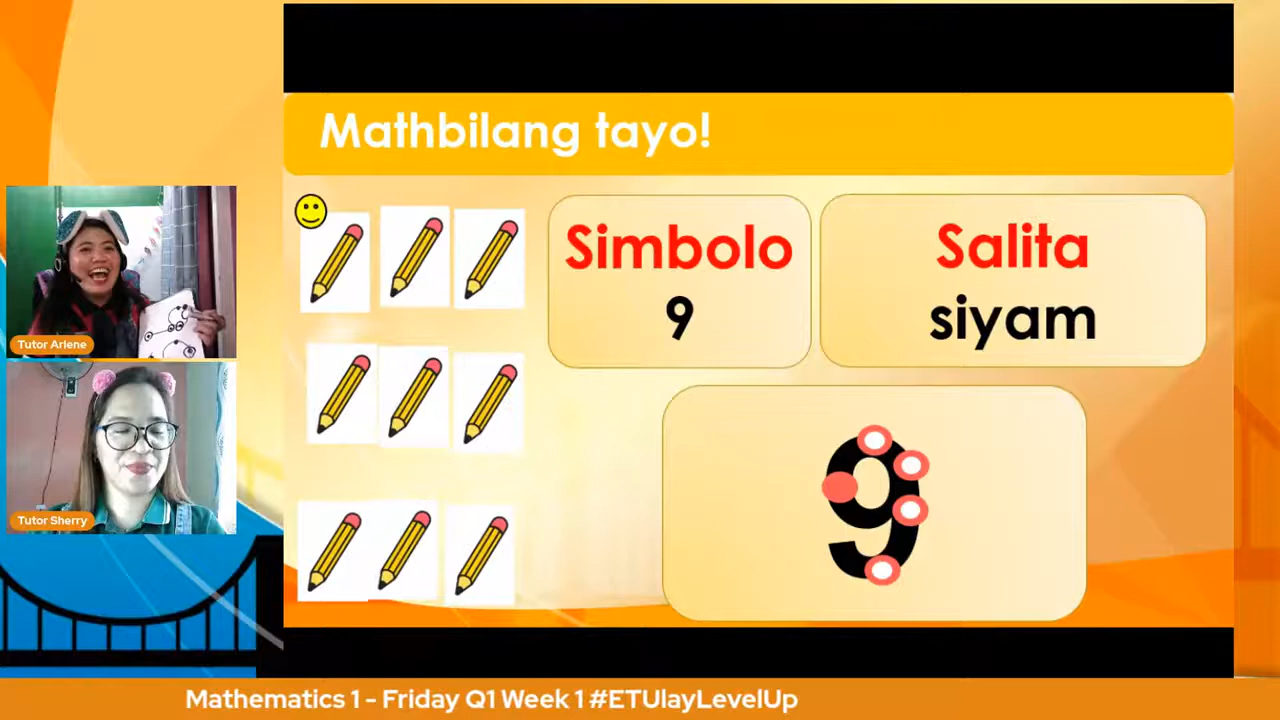 Mathbilang tayo!
Simbolo
9
Salita
siyam
9
Tutor Arlene
Tutor Sherry
Mathematics 1 - Friday Q1 Week 1 #ETUlayLevelUp